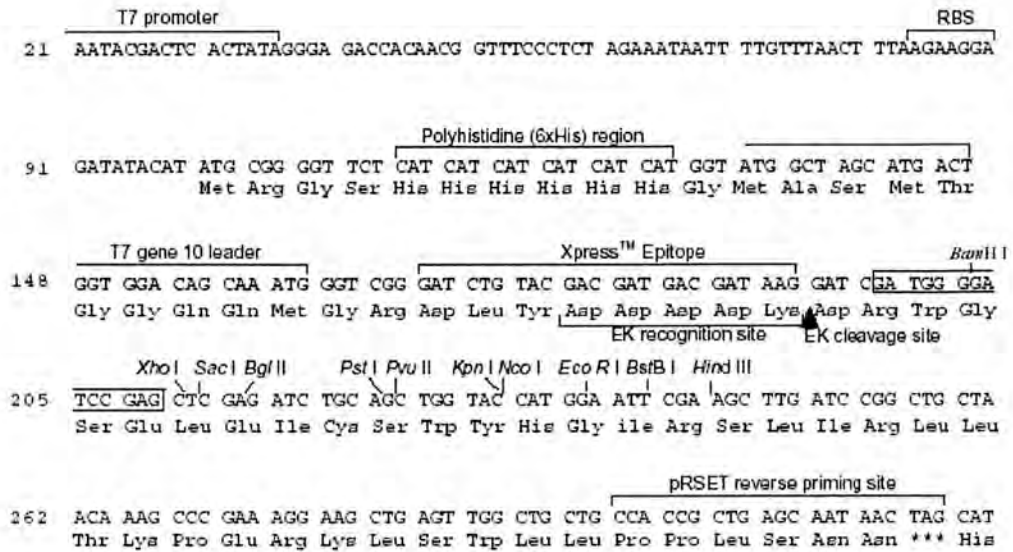 T7 promoter RBS
21 AATACGACTC ACTATAGGGA GACCACAACG GTTTCCCTCT AGAAATAATT TTGTTTAACT TTAAGAAGGA
Polyhistidine (6xHis) region
91 GATATACAT ATG CGG GGT TCT CAT CAT CAT CAT CAT CAT GGT ATG GCT AGC ATG ACT
Met Arg Gly Ser His His His His His His Gly Met Ala Ser Met Thr
T7 gene 10 leader Xpress™ Epitope BamH I
148 GGT GGA CAG CAA ATG GGT CGG GAT CTG TAC GAC GAT GAC GAT AAG GAT CGA TGG GGA
Gly Gly Gln Gln Met Gly Arg Asp Leu Tyr Asp Asp Asp Asp Lys Asp Arg Trp Gly
EK recognition site EK cleavage site
Xho I Sac I Bgl II Pst I Pvu II Kpn I Nco I Eco R I BstB I Hind III
205 TCC GAG CTC GAG ATC TGC AGC TGG TAC CAT GGA ATT CGA AGC TTG ATC CGG CTG CTA
Ser Glu Leu Glu Ile Cys Ser Trp Tyr His Gly ile Arg Ser Leu Ile Arg Leu Leu
pRSET reverse priming site
262 ACA AAG CCC GAA AGG AAG CTG AGT TGG CTG CTG CCA CCG CTG AGC AAT AAC TAG CAT
Thr Lys Pro Glu Arg Lys Leu Ser Trp Leu Leu Pro Pro Leu Ser Asn Asn *** His